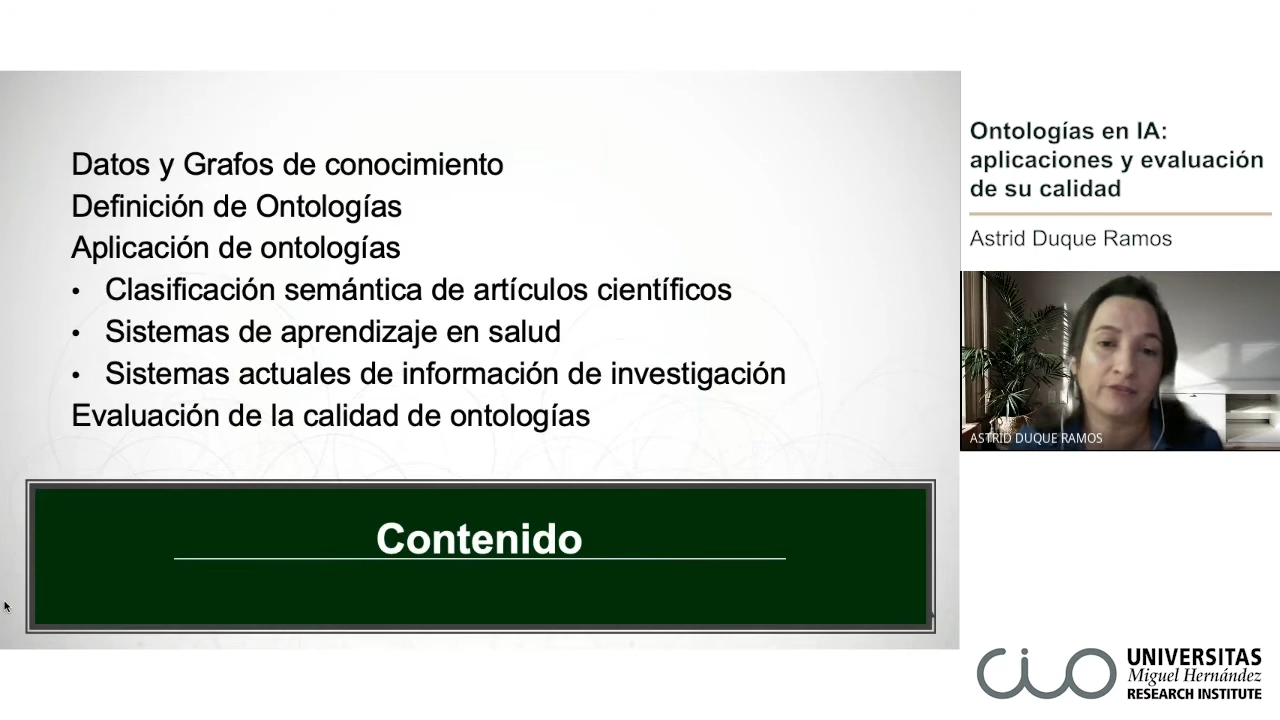 Datos y Grafos de conocimiento
Definición de Ontologías
Aplicación de ontologías
• Clasificación semántica de artículos científicos
• Sistemas de aprendizaje en salud
• Sistemas actuales de información de investigación
Evaluación de la calidad de ontologías
Contenido
Ontologías en IA:
aplicaciones y evaluación
de su calidad
Astrid Duque Ramos
ASTRID DUQUE RAMOS
CIO
UNIVERSITAS
Miguel Hernández
RESEARCH INSTITUTE